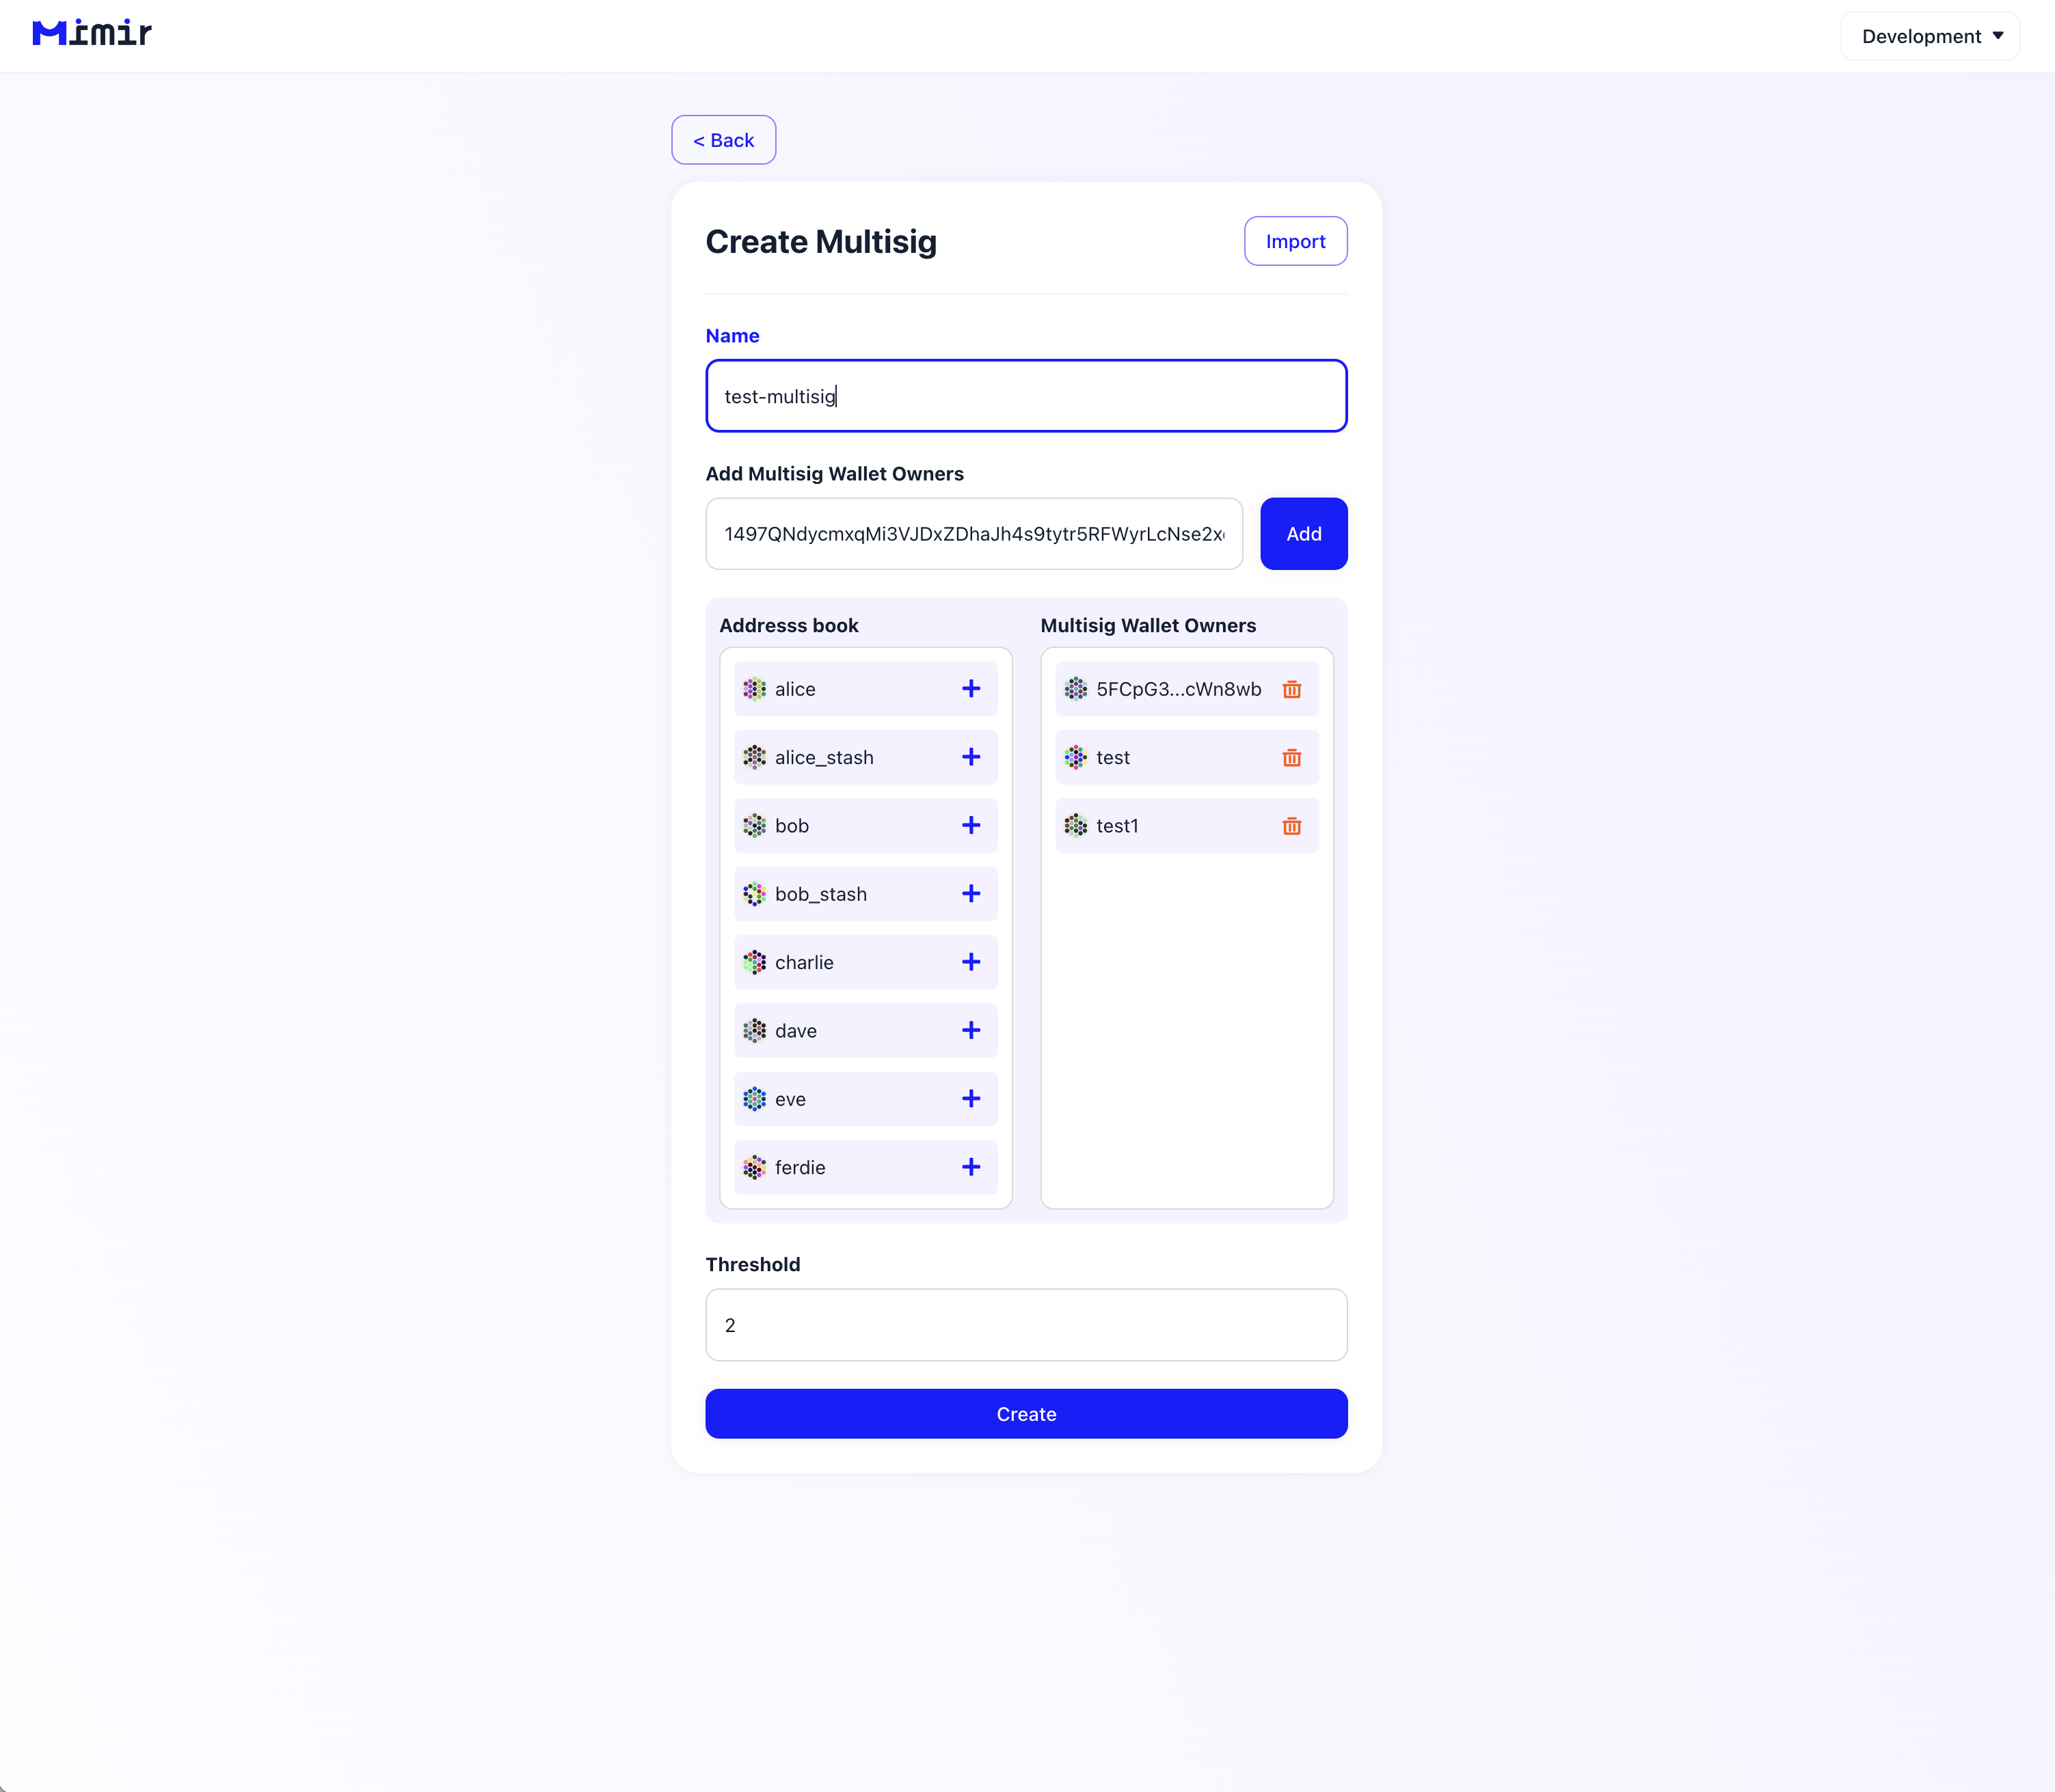 Mimir
Development
< Back
Create Multisig
Import
Name
test-multisig
Add Multisig Wallet Owners
1497QNdycmxqMi3VJDxZDhaJh4s9tytr5RFWyrLcNse2x
Add
Addresss book
Multisig Wallet Owners
alice
5FCpG3...cWn8wb
alice_stash
test
bob
test1
bob_stash
charlie
dave
eve
ferdie
Threshold
2
Create